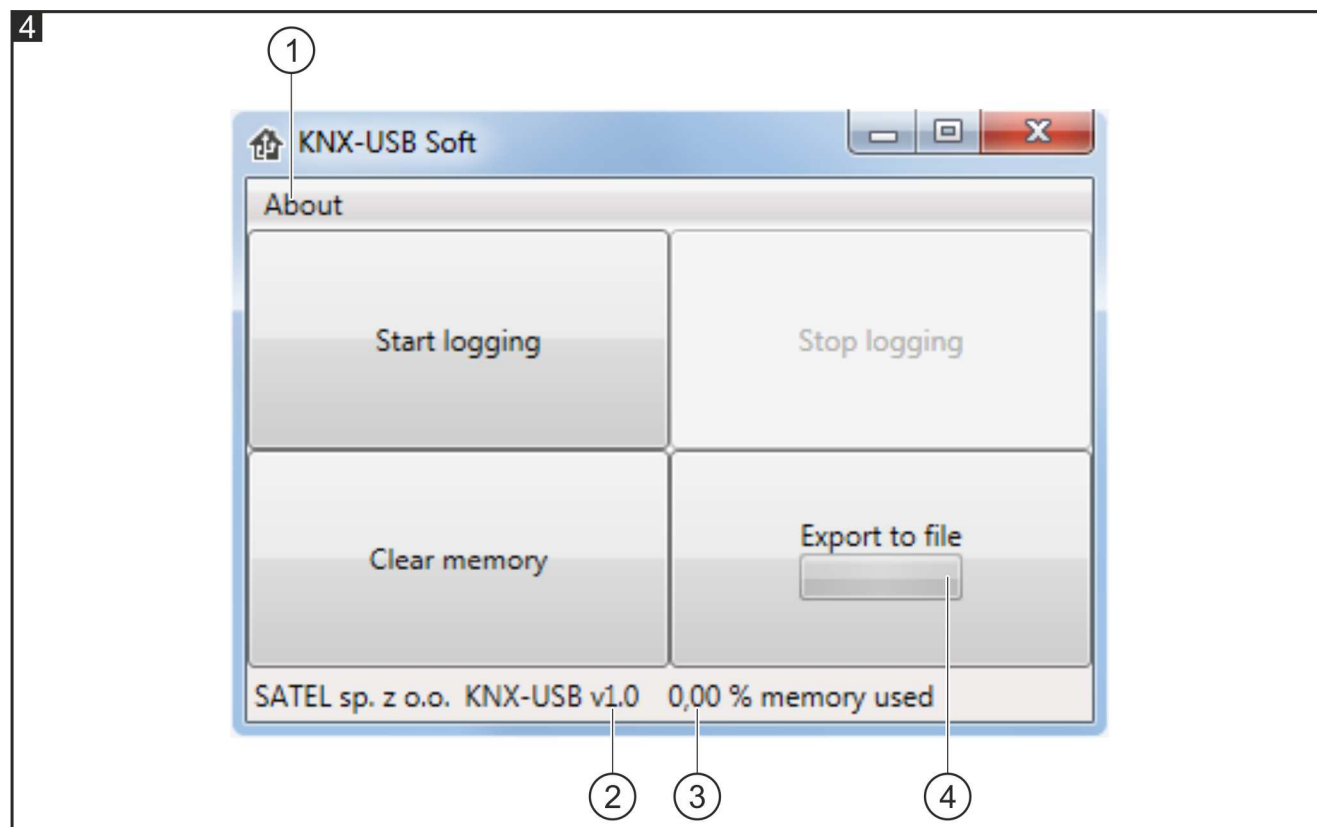 4
1
KNX-USB Soft
About
Start logging
Stop logging
Clear memory
Export to file
SATEL sp. z o.o. KNX-USB v1.0 0,00 % memory used
2
3
4